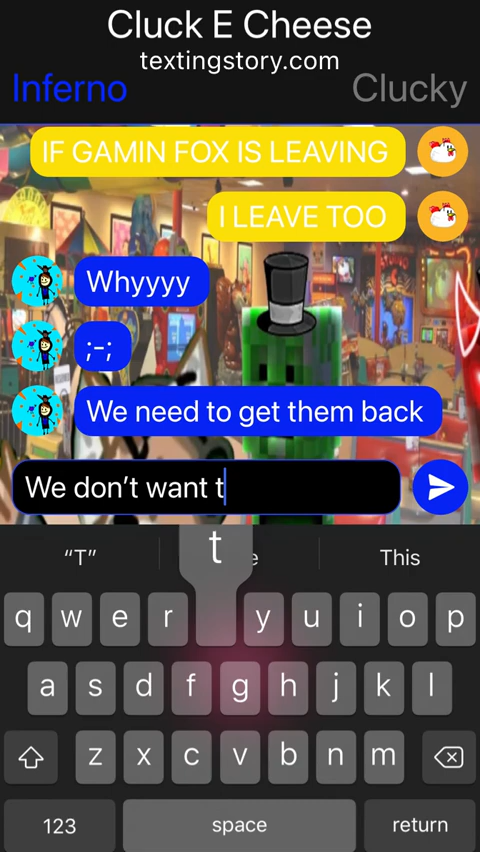 Cluck E Cheese
textingstory.com
Inferno
Clucky
IF GAMIN FOX IS LEAVING
I LEAVE TOO
Whyyyy
;-;
We need to get them back
We don’t want t
“T”
This
t
q w e r y u i o p
a s d f g h j k l
z x c v b n m
123 space return